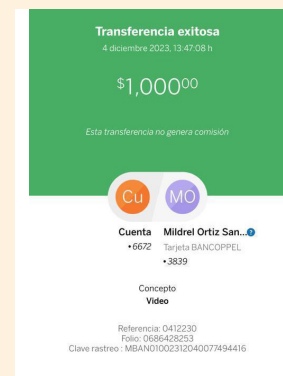 Transferencia exitosa
4 diciembre 2023, 13:47:08 h
$1,000⁰⁰
Esta transferencia no genera comisión
Cu MO
Cuenta Mildrel Ortiz San...?
•6672 Tarjeta BANCOPPEL
•3839
Concepto
Video
Referencia: 0412230
Folio: 0686428253
Clave rastreo : MBAN01002312040077494416